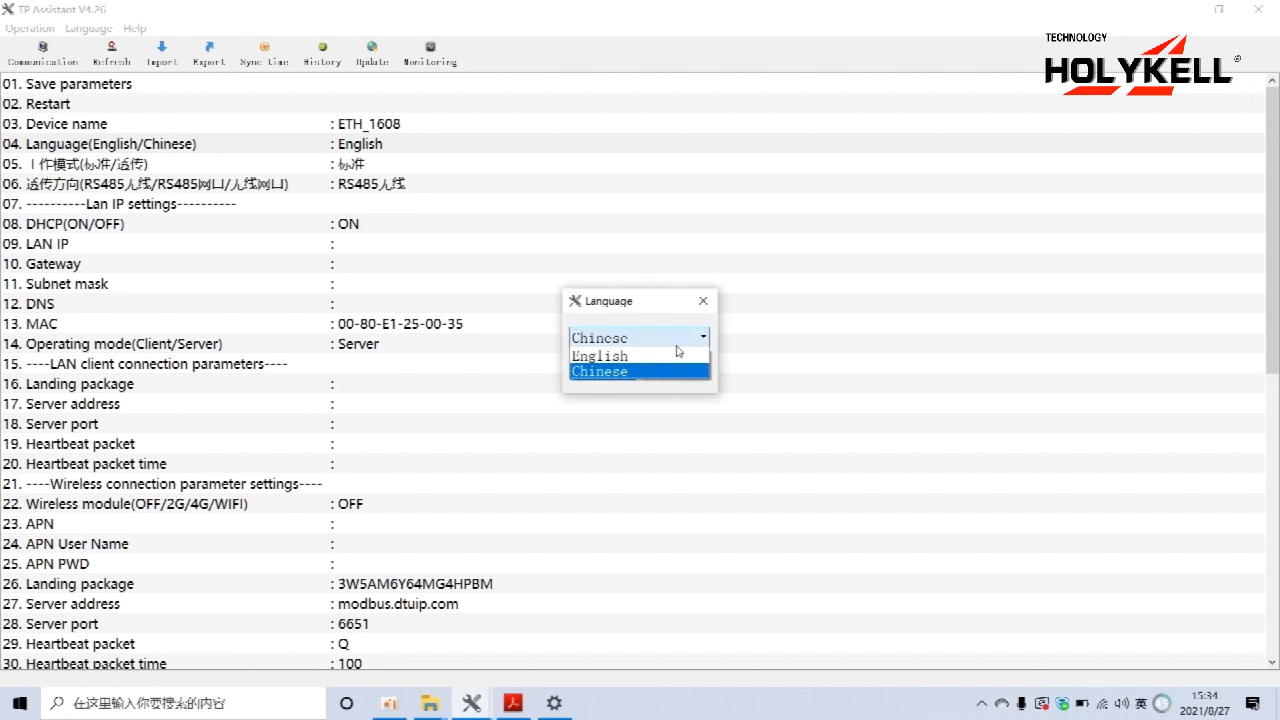 TP Assistant V4.26
Operation Language Help
TECHNOLOGY
HOLYKELL®
Communication Refresh Import Export Sync time History Update Monitoring
01. Save parameters
02. Restart
03. Device name : ETH_1608
04. Language(English/Chinese) : English
05. 工作模式(标准/透传) : 标准
06. 透传方向(RS485无线/RS485网口/无线网口) : RS485无线
07. ----------Lan IP settings----------
08. DHCP(ON/OFF) : ON
09. LAN IP :
10. Gateway :
11. Subnet mask :
12. DNS :
13. MAC : 00-80-E1-25-00-35
14. Operating mode(Client/Server) : Server
15. ----LAN client connection parameters----
16. Landing package :
17. Server address :
18. Server port :
19. Heartbeat packet :
20. Heartbeat packet time :
21. ----Wireless connection parameter settings----
22. Wireless module(OFF/2G/4G/WIFI) : OFF
23. APN :
24. APN User Name :
25. APN PWD :
26. Landing package : 3W5AM6Y64MG4HPBM
27. Server address : modbus.dtuip.com
28. Server port : 6651
29. Heartbeat packet : Q
30. Heartbeat packet time : 100
Language
Chinese
English
Chinese
在这里输入你要搜索的内容
英
15:34
2021/8/27